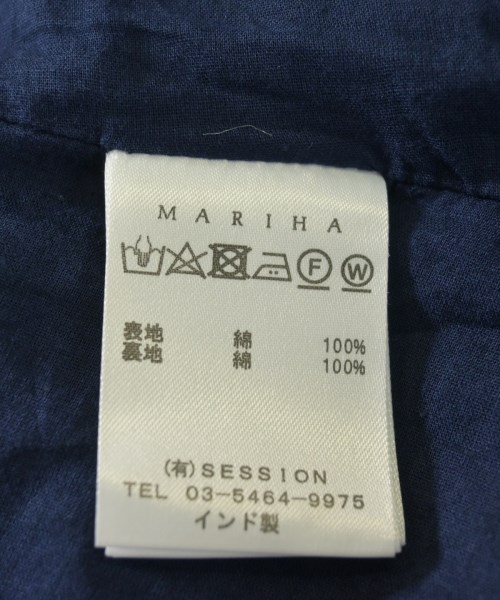 MARIHA
F W
表地 綿 100%
裏地 綿 100%
(有)SESSION
TEL 03-5464-9975
インド製